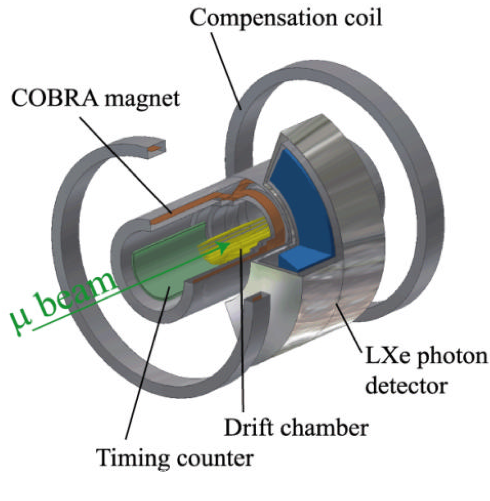 Compensation coil
COBRA magnet
μ beam
LXe photon
detector
Drift chamber
Timing counter